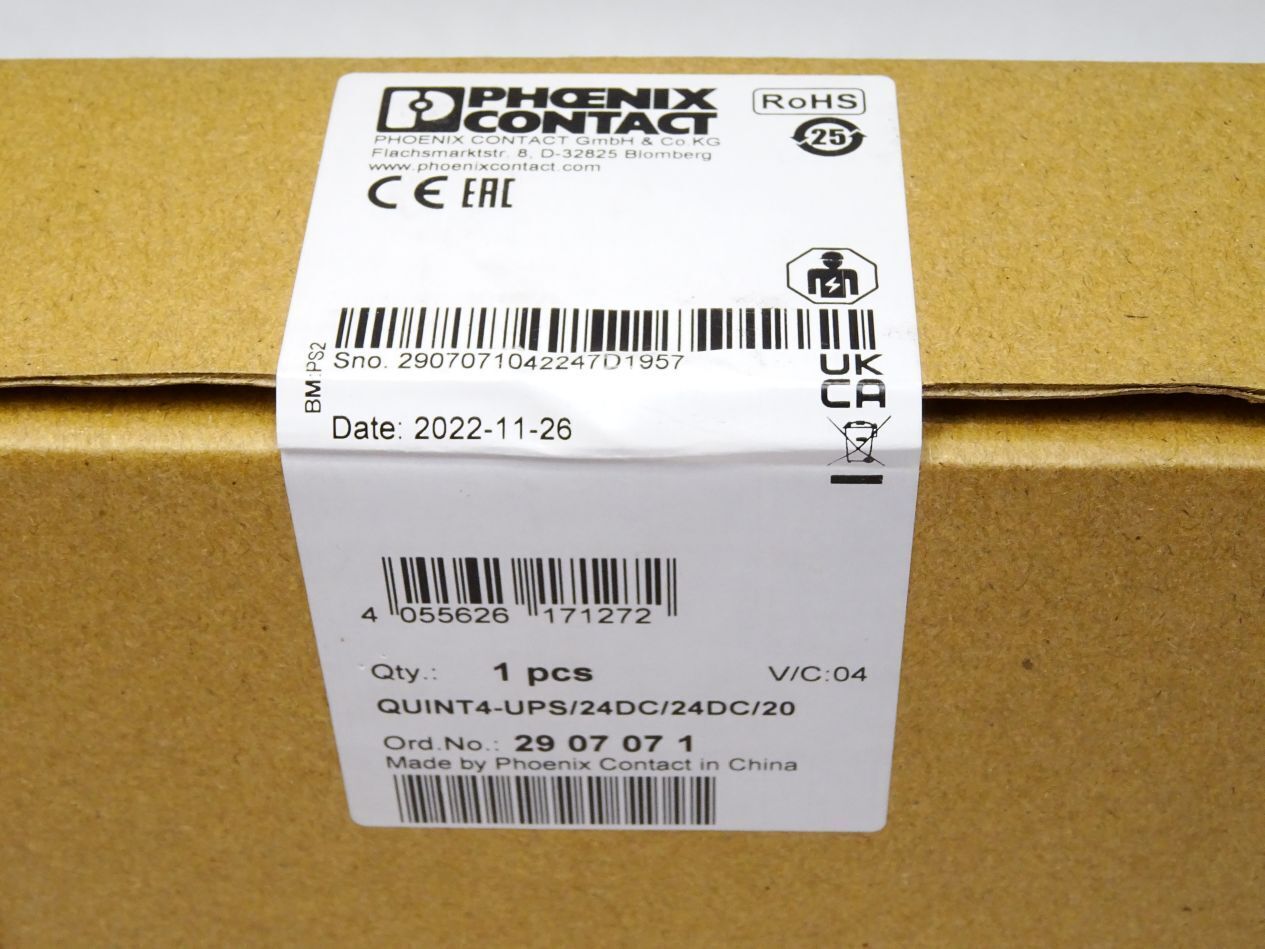 PHŒNIX
CONTACT
RoHS
25
PHOENIX CONTACT GmbH & Co KG
Flachsmarktstr. 8, D-32825 Blomberg
www.phoenixcontact.com
CE EAC
Sno. 2907071042247D1957
BM:PS2
UK
CA
Date: 2022-11-26
4 055626 171272
Qty.: 1 pcs V/C:04
QUINT4-UPS/24DC/24DC/20
Ord.No.: 29 07 07 1
Made by Phoenix Contact in China